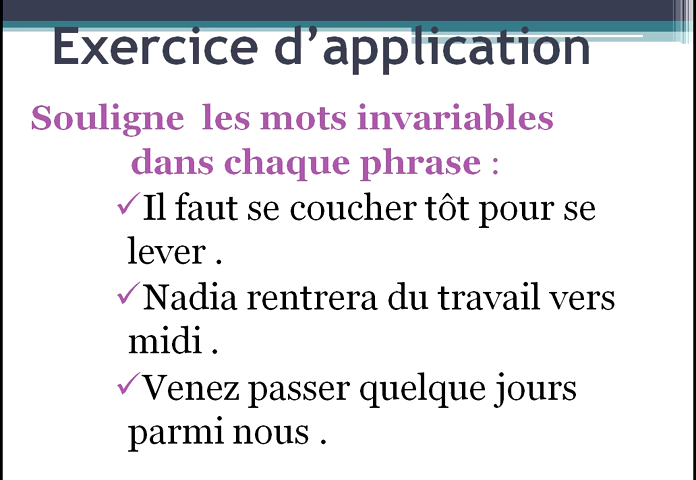 Exercice d’application
Souligne les mots invariables
dans chaque phrase :
✓Il faut se coucher tôt pour se
lever .
✓Nadia rentrera du travail vers
midi .
✓Venez passer quelque jours
parmi nous .